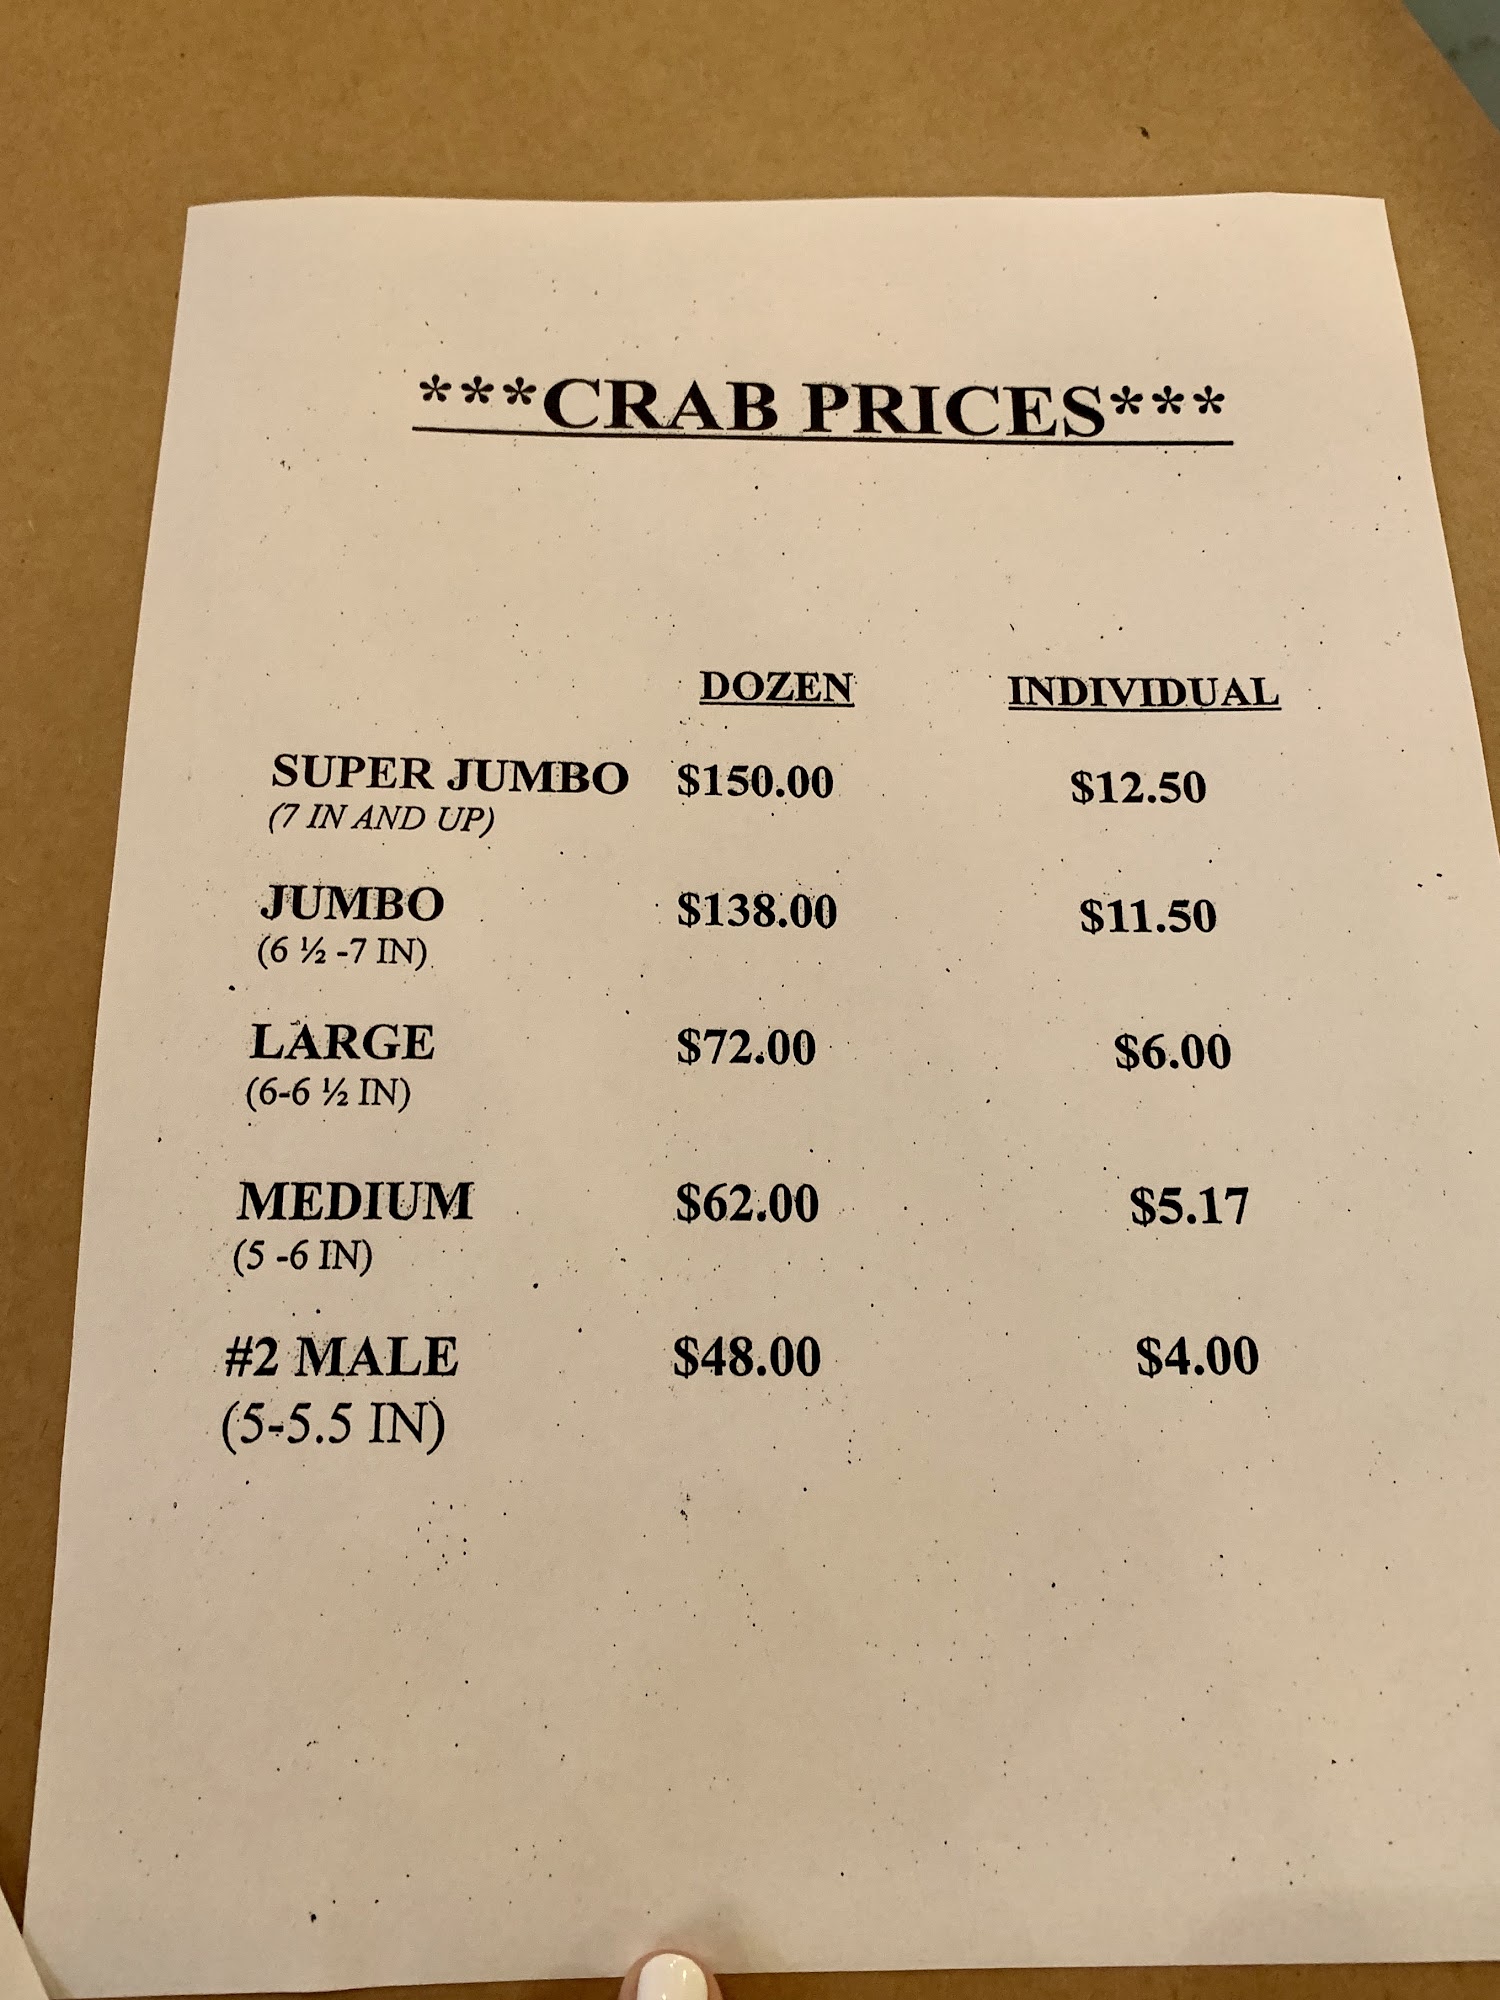 ***CRAB PRICES***
DOZEN INDIVIDUAL
SUPER JUMBO $150.00 $12.50
(7 IN AND UP)
JUMBO $138.00 $11.50
(6 ½ -7 IN)
LARGE $72.00 $6.00
(6-6 ½ IN)
MEDIUM $62.00 $5.17
(5 -6 IN)
#2 MALE $48.00 $4.00
(5-5.5 IN)